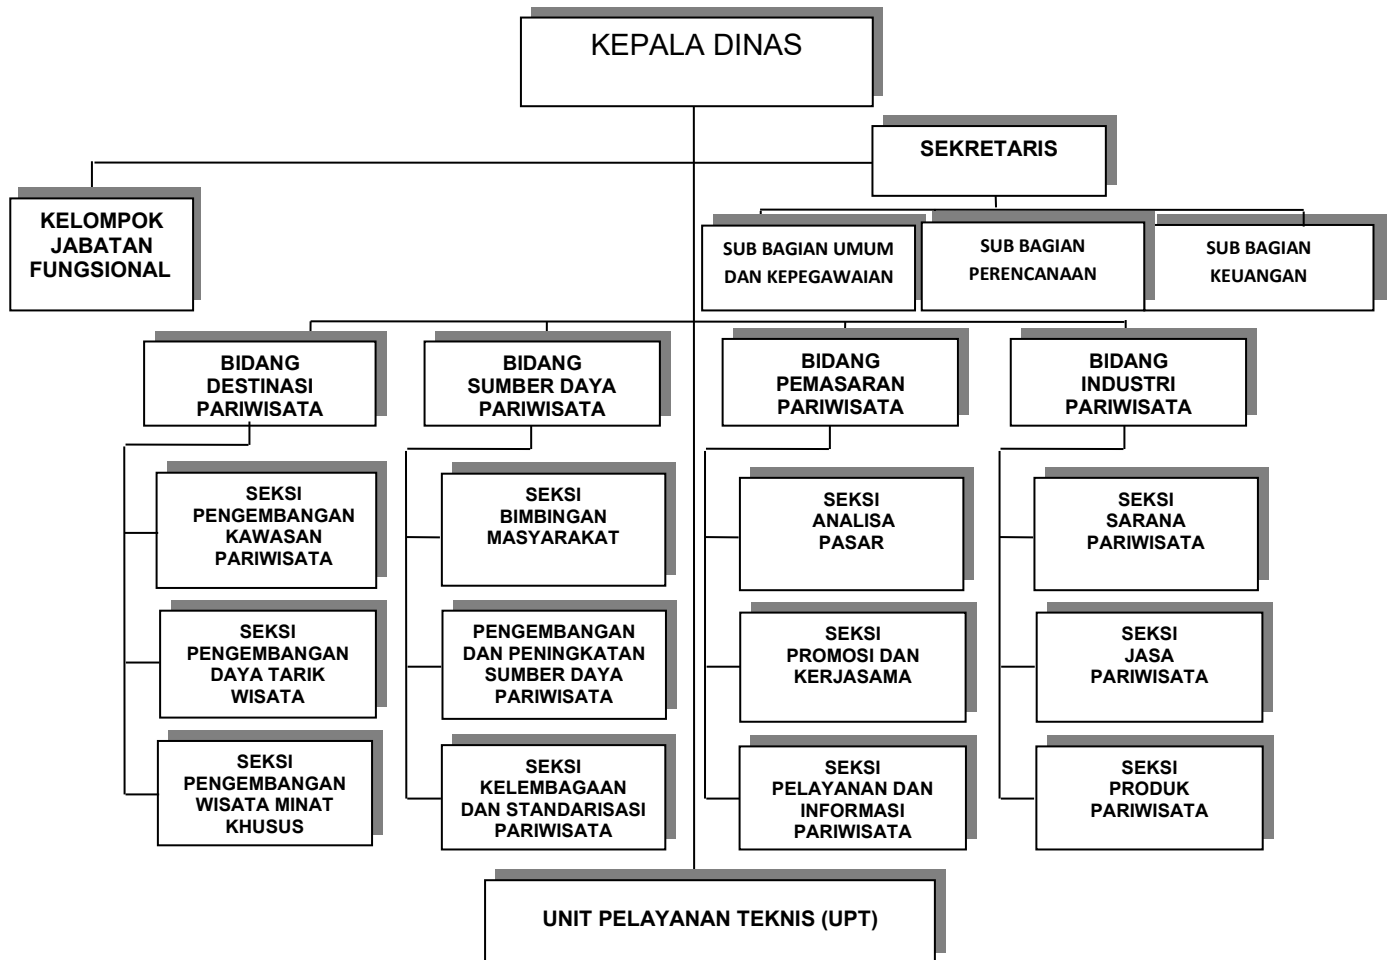 KEPALA DINAS
SEKRETARIS
KELOMPOK
JABATAN
FUNGSIONAL
SUB BAGIAN UMUM
DAN KEPEGAWAIAN
SUB BAGIAN
PERENCANAAN
SUB BAGIAN
KEUANGAN
BIDANG
DESTINASI
PARIWISATA
BIDANG
SUMBER DAYA
PARIWISATA
BIDANG
PEMASARAN
PARIWISATA
BIDANG
INDUSTRI
PARIWISATA
SEKSI
PENGEMBANGAN
KAWASAN
PARIWISATA
SEKSI
BIMBINGAN
MASYARAKAT
SEKSI
ANALISA
PASAR
SEKSI
SARANA
PARIWISATA
SEKSI
PENGEMBANGAN
DAYA TARIK
WISATA
PENGEMBANGAN
DAN PENINGKATAN
SUMBER DAYA
PARIWISATA
SEKSI
PROMOSI DAN
KERJASAMA
SEKSI
JASA
PARIWISATA
SEKSI
PENGEMBANGAN
WISATA MINAT
KHUSUS
SEKSI
KELEMBAGAAN
DAN STANDARISASI
PARIWISATA
SEKSI
PELAYANAN DAN
INFORMASI
PARIWISATA
SEKSI
PRODUK
PARIWISATA
UNIT PELAYANAN TEKNIS (UPT)